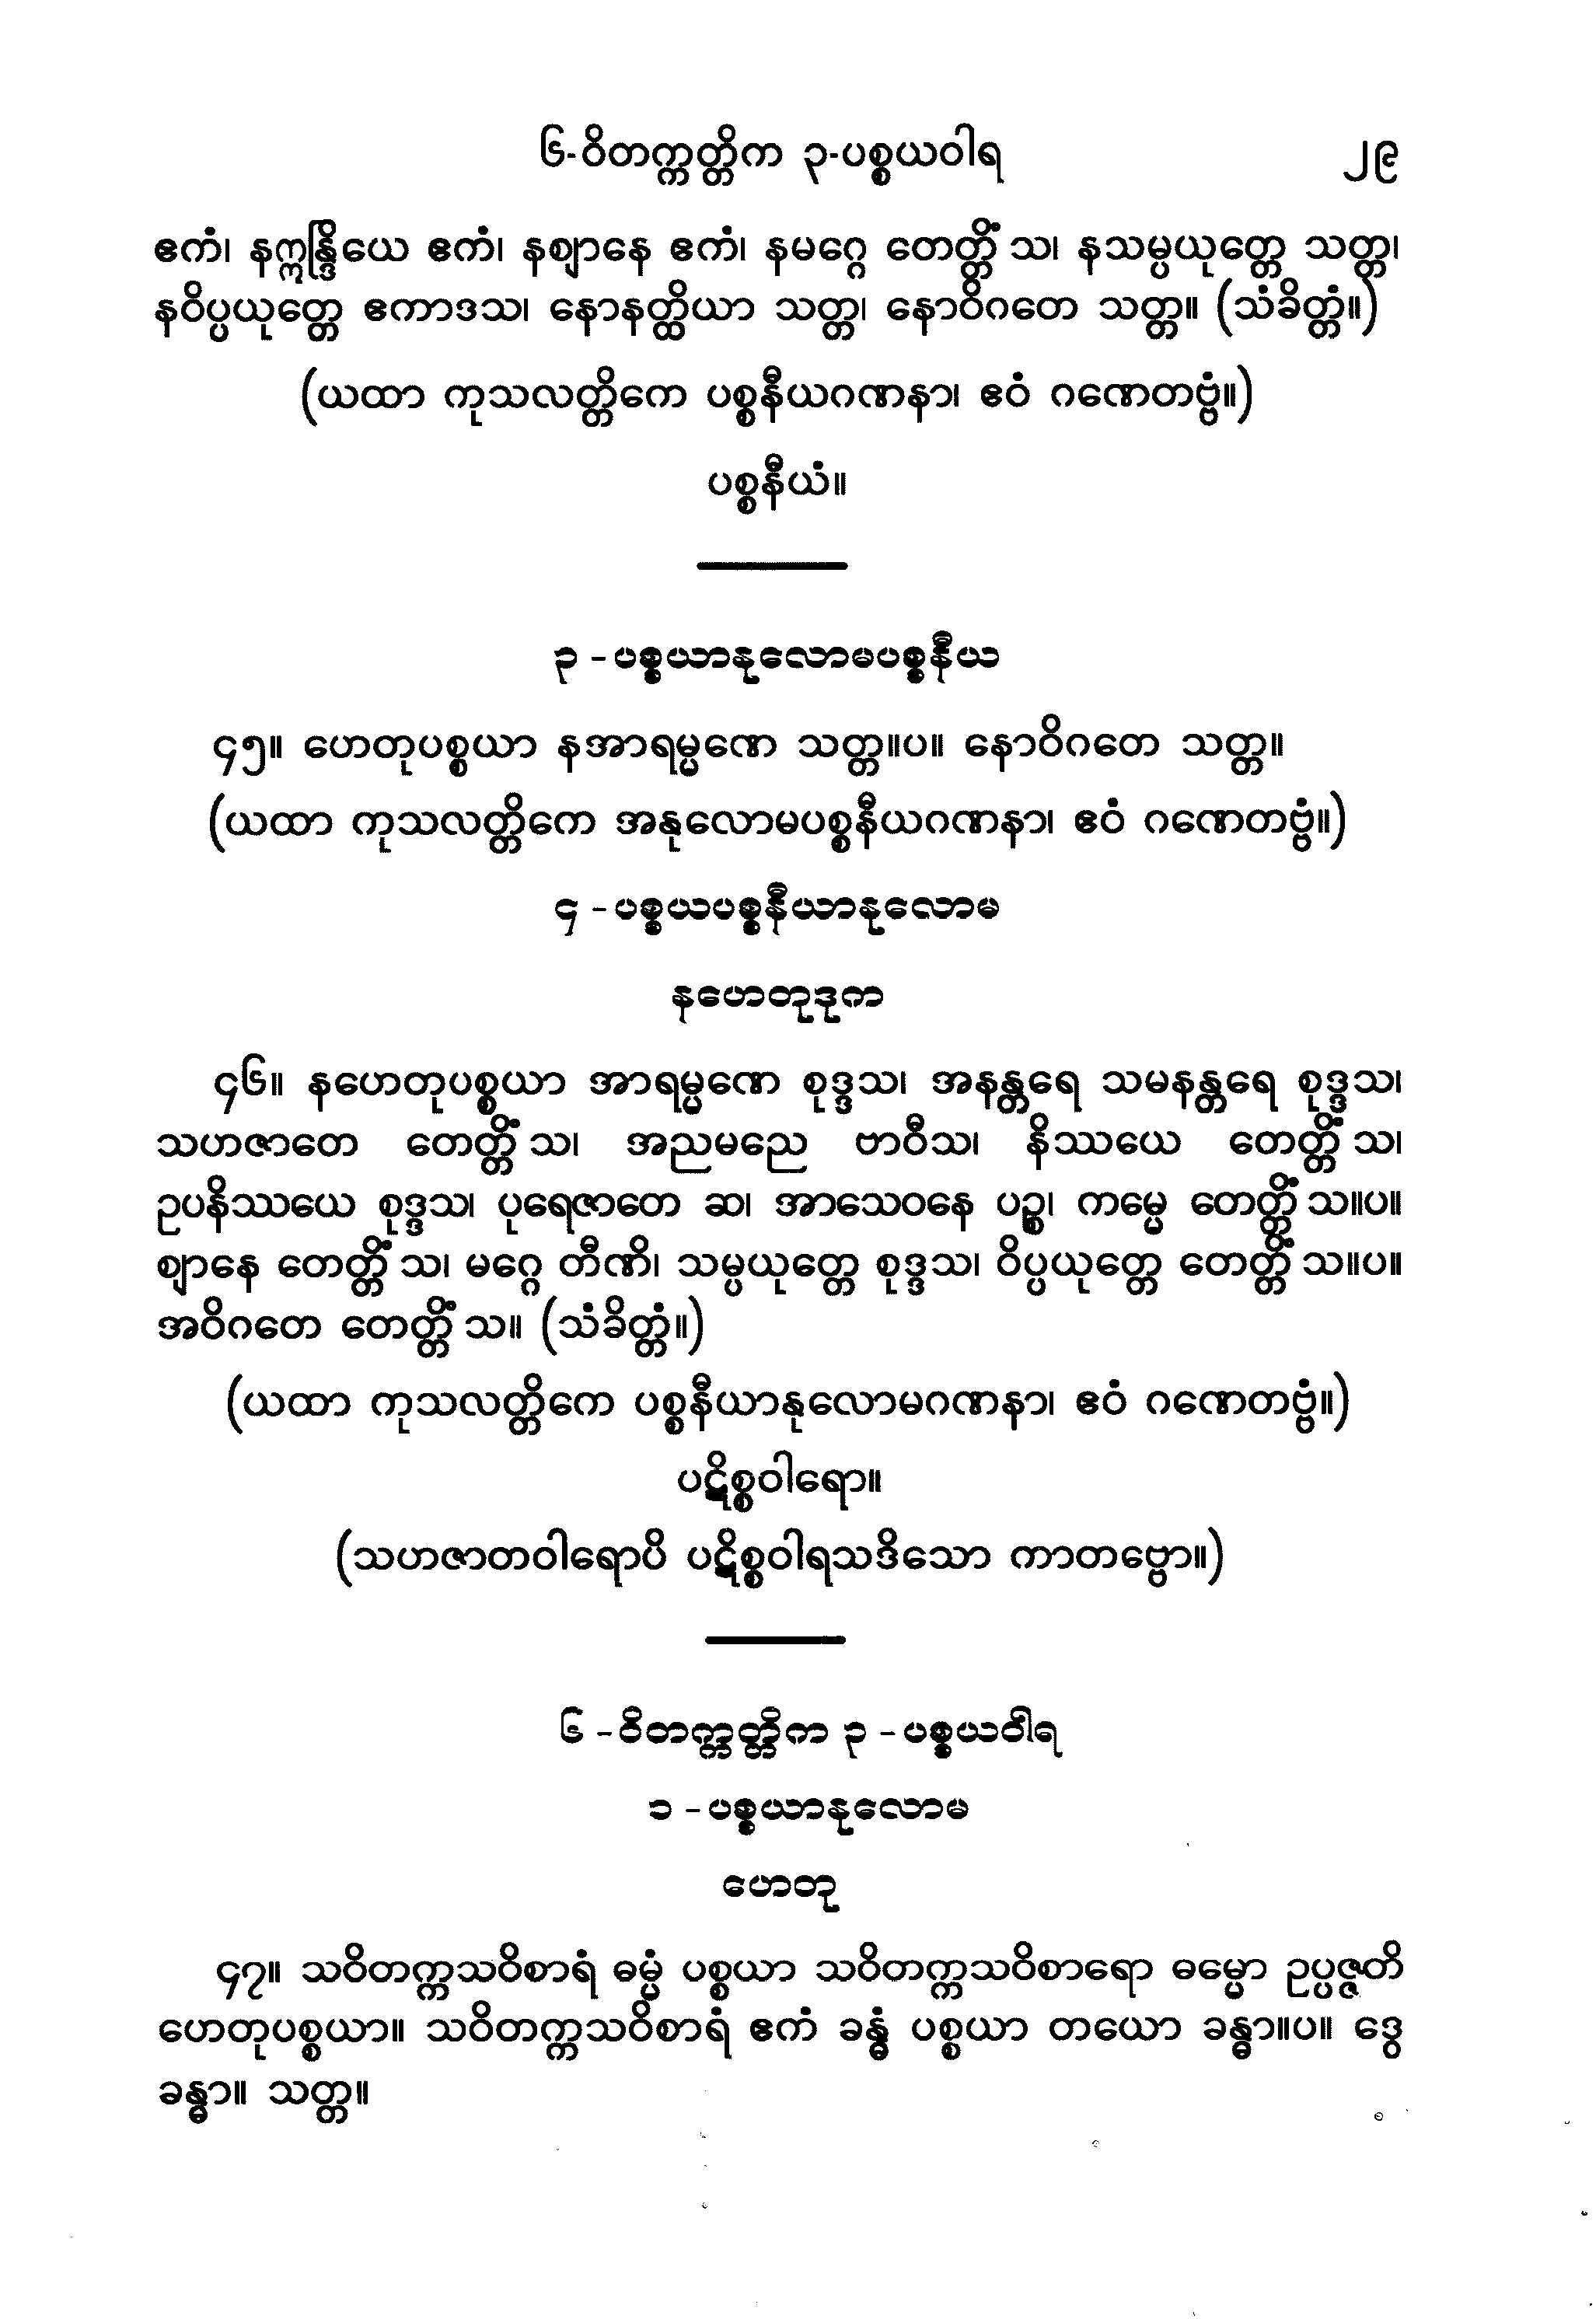 ၆-ဝိတက္ကတ္တိက ၃-ပစ္စယဝါရ ၂၉
ဧကံ၊ နဣန္ဒြိယေ ဧကံ၊ နဈာနေ ဧကံ၊ နမဂ္ဂေ တေတ္တိံသ၊ နသမ္ပယုတ္တေ သတ္တ၊
နဝိပ္ပယုတ္တေ ဧကာဒသ၊ နောနတ္ထိယာ သတ္တ၊ နောဝိဂတေ သတ္တ။ (သံခိတ္တံ။)
(ယထာ ကုသလတ္တိကေ ပစ္စနီယဂဏနာ၊ ဧဝံ ဂဏေတဗ္ဗံ။)
ပစ္စနီယံ။
၃ - ပစ္စယာနုလောမပစ္စနီယ
၄၅။ ဟေတုပစ္စယာ နအာရမ္မဏေ သတ္တ။ပ။ နောဝိဂတေ သတ္တ။
(ယထာ ကုသလတ္တိကေ အနုလောမပစ္စနီယဂဏနာ၊ ဧဝံ ဂဏေတဗ္ဗံ။)
၄ - ပစ္စယပစ္စနီယာနုလောမ
နဟေတုဒုက
၄၆။ နဟေတုပစ္စယာ အာရမ္မဏေ စုဒ္ဒသ၊ အနန္တရေ သမနန္တရေ စုဒ္ဒသ၊
သဟဇာတေ တေတ္တိံသ၊ အညမညေ ဗာဝီသ၊ နိဿယေ တေတ္တိံသ၊
ဥပနိဿယေ စုဒ္ဒသ၊ ပုရေဇာတေ ဆ၊ အာသေဝနေ ပဉ္စ၊ ကမ္မေ တေတ္တိံသ။ပ။
ဈာနေ တေတ္တိံသ၊ မဂ္ဂေ တီဏိ၊ သမ္ပယုတ္တေ စုဒ္ဒသ၊ ဝိပ္ပယုတ္တေ တေတ္တိံသ။ပ။
အဝိဂတေ တေတ္တိံသ။ (သံခိတ္တံ။)
(ယထာ ကုသလတ္တိကေ ပစ္စနီယာနုလောမဂဏနာ၊ ဧဝံ ဂဏေတဗ္ဗံ။)
ပဋိစ္စဝါရော။
(သဟဇာတဝါရောပိ ပဋိစ္စဝါရသဒိသော ကာတဗ္ဗော။)
၆ - ဝိတက္ကတ္တိက ၃ - ပစ္စယဝါရ
၁ - ပစ္စယာနုလောမ
ဟေတု
၄၇။ သဝိတက္ကသဝိစာရံ ဓမ္မံ ပစ္စယာ သဝိတက္ကသဝိစာရော ဓမ္မော ဥပ္ပဇ္ဇတိ
ဟေတုပစ္စယာ။ သဝိတက္ကသဝိစာရံ ဧကံ ခန္ဓံ ပစ္စယာ တယော ခန္ဓာ။ပ။ ဒွေ
ခန္ဓာ။ သတ္တ။